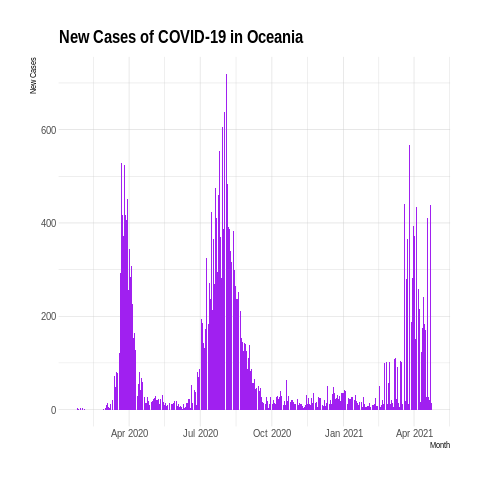 New Cases of COVID-19 in Oceania
New Cases
600
400
200
0
Apr 2020 Jul 2020 Oct 2020 Jan 2021 Apr 2021
Month